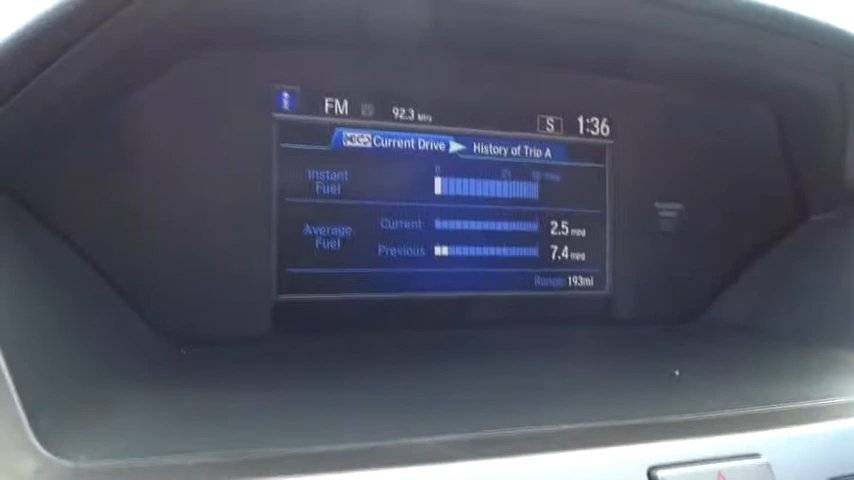 i FM 92.3 MHz S 1:36
Current Drive History of Trip A
0
Instant
Fuel
Average
Fuel
Current 2.5 mpg
Previous 7.4 mpg
Range: 193mi